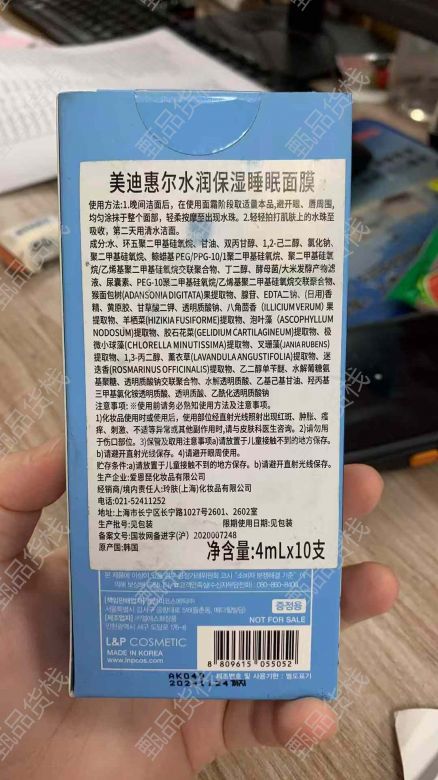 美迪惠尔水润保湿睡眠面膜
使用方法:1.晚间洁面后，在使用面霜阶段取适量本品,避开眼、唇周围,
均匀涂抹于整个面部，轻柔按摩至出现水珠。2.轻轻拍打肌肤上的水珠至
吸收，第二天用清水洁面。
成分:水、环五聚二甲基硅氧烷、甘油、双丙甘醇、1,2-己二醇、氯化钠、
聚二甲基硅氧烷、鲸蜡基PEG/PPG-10/1聚二甲基硅氧烷、聚二甲基硅氧
烷/乙烯基聚二甲基硅氧烷交联聚合物、丁二醇、酵母菌/大米发酵产物滤
液、尿囊素、PEG-10聚二甲基硅氧烷/乙烯基聚二甲基硅氧烷交联聚合物、
猴面包树(ADANSONIA DIGITATA)果提取物、腺苷、EDTA二钠、(日用)香
精、黄原胶、甘草酸二钾、透明质酸钠、八角茴香 (ILLICIUM VERUM) 果
提取物、羊栖菜(HIZIKIA FUSIFORME)提取物、泡叶藻 (ASCOPHYLLUM
NODOSUM)提取物、胶石花菜(GELIDIUM CARTILAGINEUM)提取物、极
微小球藻(CHLORELLA MINUTISSIMA)提取物、叉珊藻(JANIA RUBENS)
提取物、1,3-丙二醇、薰衣草(LAVANDULA ANGUSTIFOLIA)提取物、迷
迭香(ROSMARINUS OFFICINALIS)提取物、乙二醇单苄醚、水解葡糖氨
基聚糖、透明质酸钠交联聚合物、水解透明质酸、乙基己基甘油、羟丙基
三甲基氯化铵透明质酸、透明质酸、乙酰化透明质酸钠
注意事项: ※使用前请务必熟知使用方法及注意事项。
1)化妆品使用时或使用后，使用部位经直射光线照射出现红斑、肿胀、瘙
痒、刺激、不适等异常或其他副作用时,请与皮肤科医生咨询。2)请勿用
于伤口部位。3)保管及取用注意事项a)请放置于儿童接触不到的地方保存。
b)请避开直射光线保存。4)请避开眼周使用。
贮存条件:a)请放置于儿童接触不到的地方保存。b)请避开直射光线保存。
生产企业: 爱恩昆化妆品有限公司
经销商/境内责任人:玲肤(上海)化妆品有限公司
电话:021-52411252
地址:上海市长宁区长宁路1027号2601、2602室
生产批号:见包装 限期使用日期:见包装
备案文号:国妆网备进字(沪) 2020007248
原产国:韩国
净含量:4mLx10支
증정용
NOT FOR SALE
L&P COSMETIC
MADE IN KOREA
www.lnpcos.com
8 809615 055052
甄品货栈